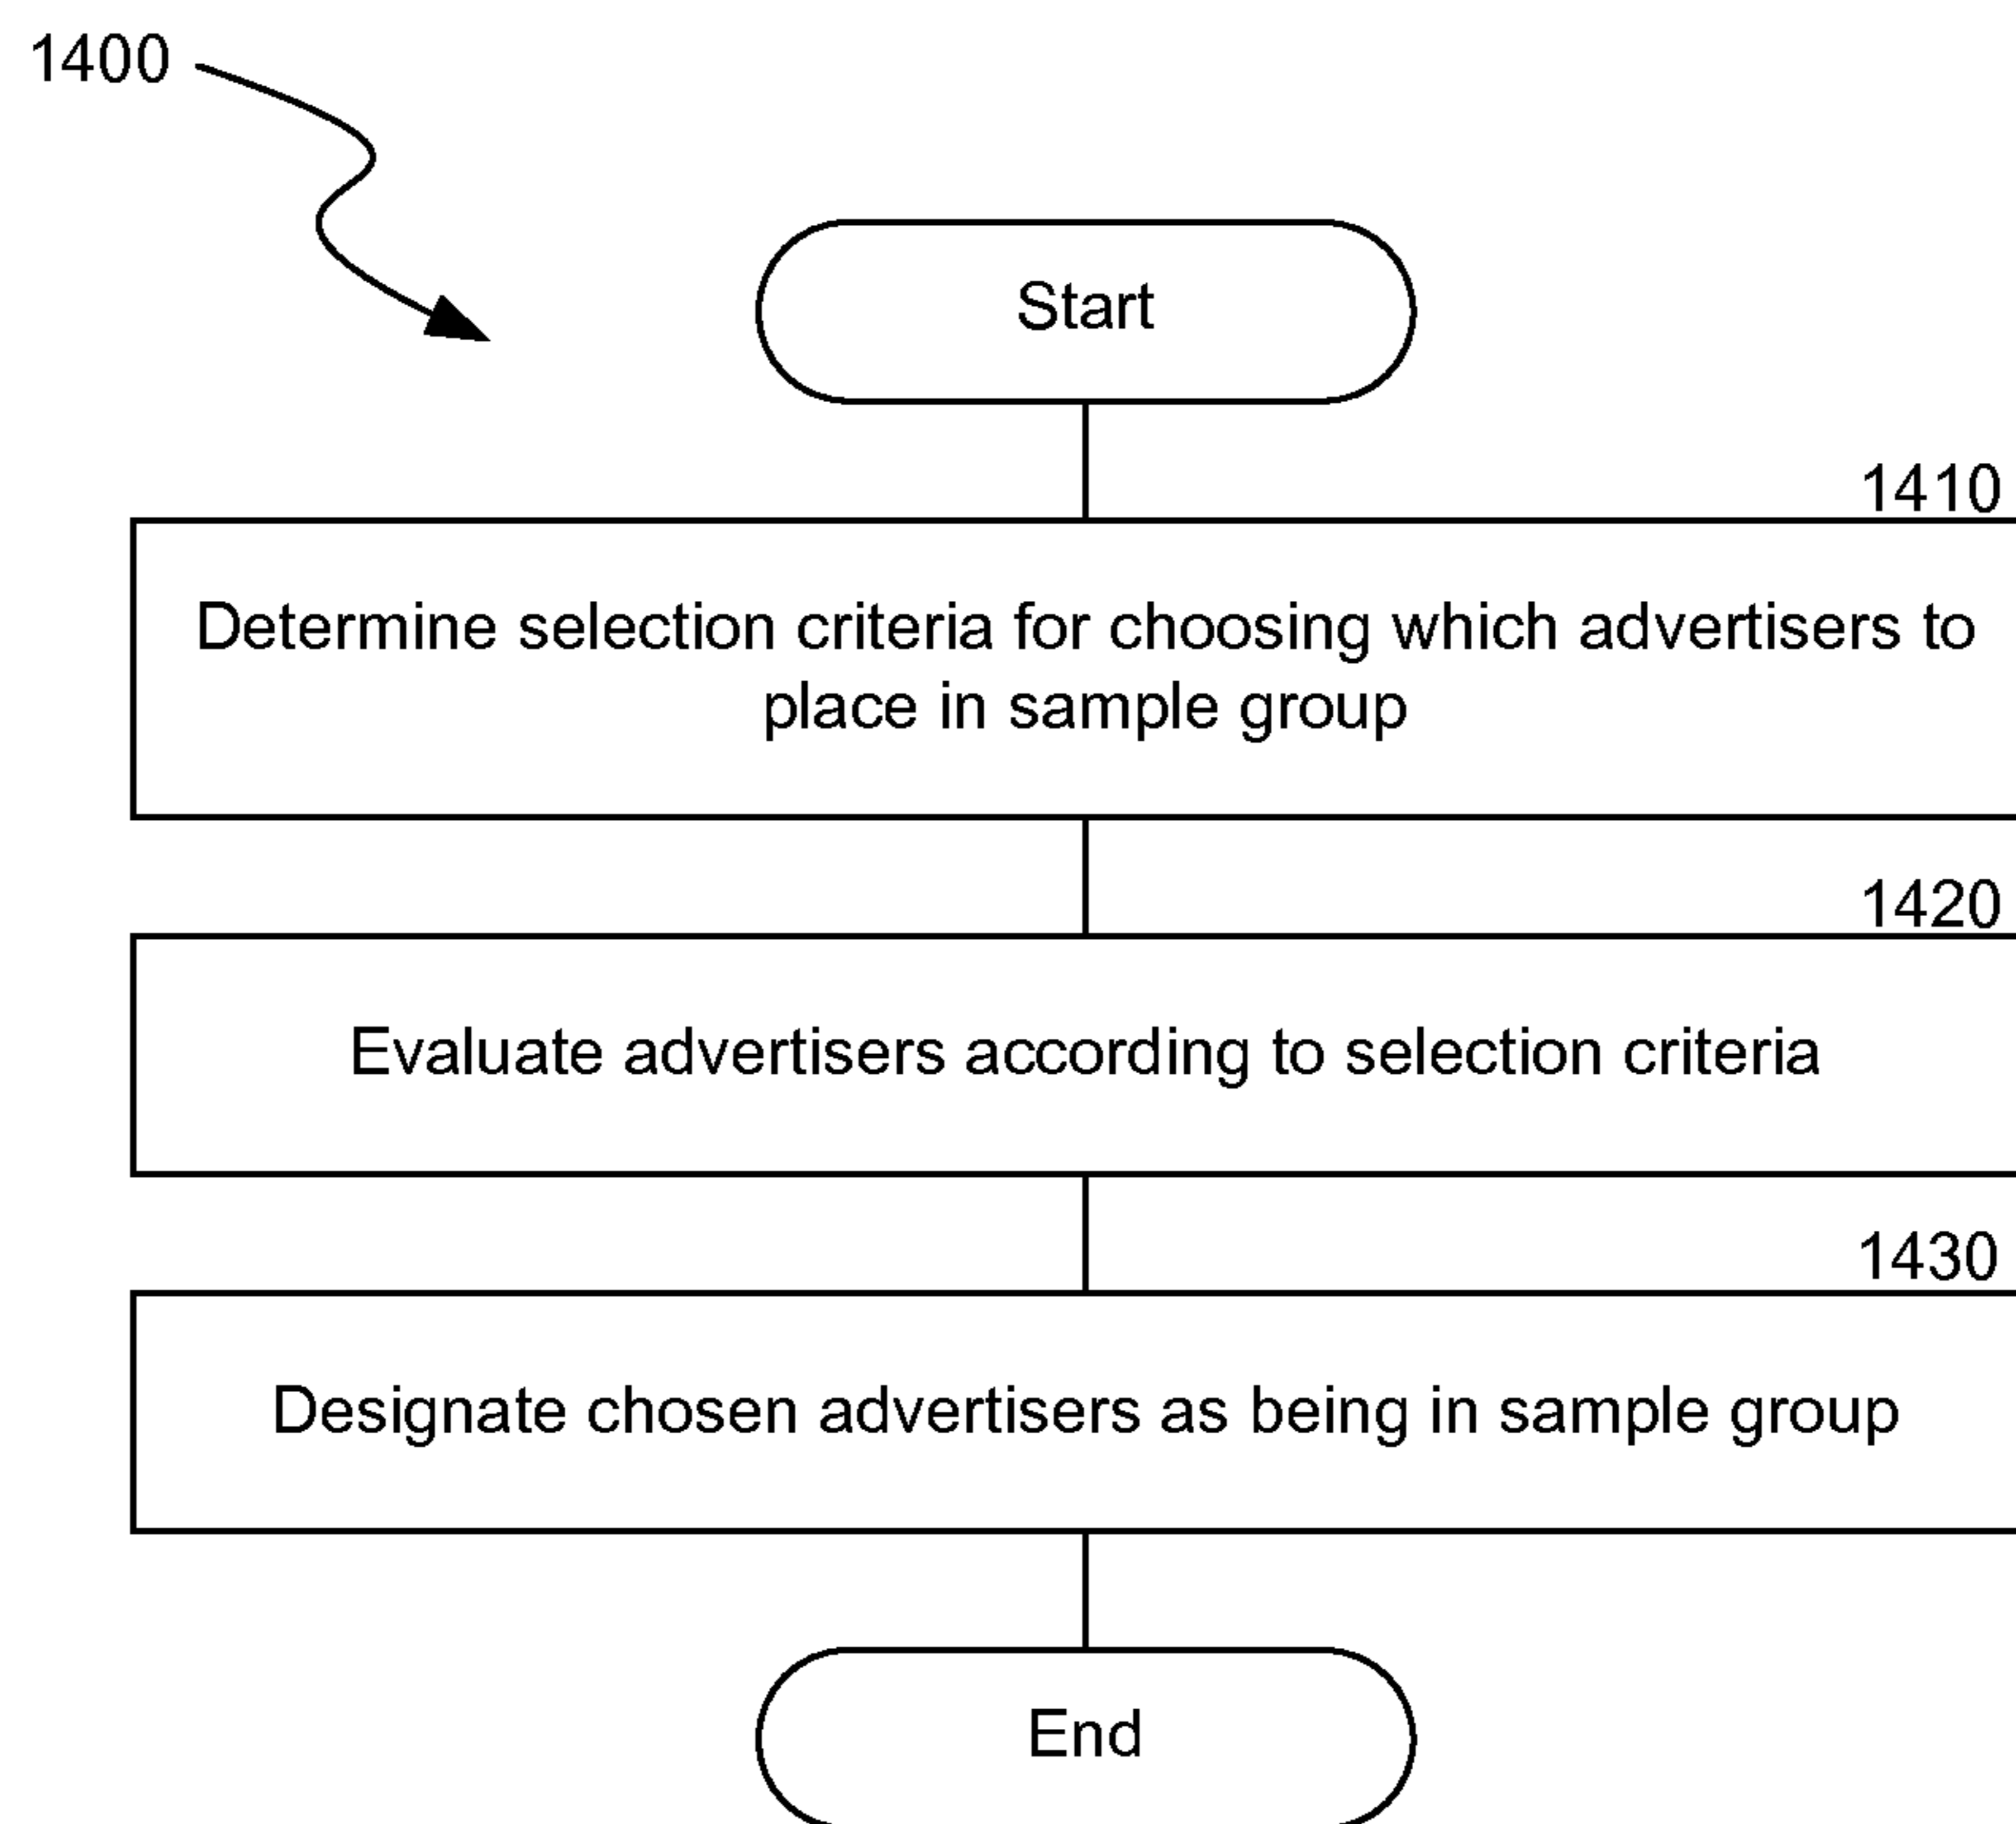 1400
Start
1410
Determine selection criteria for choosing which advertisers to
place in sample group
1420
Evaluate advertisers according to selection criteria
1430
Designate chosen advertisers as being in sample group
End